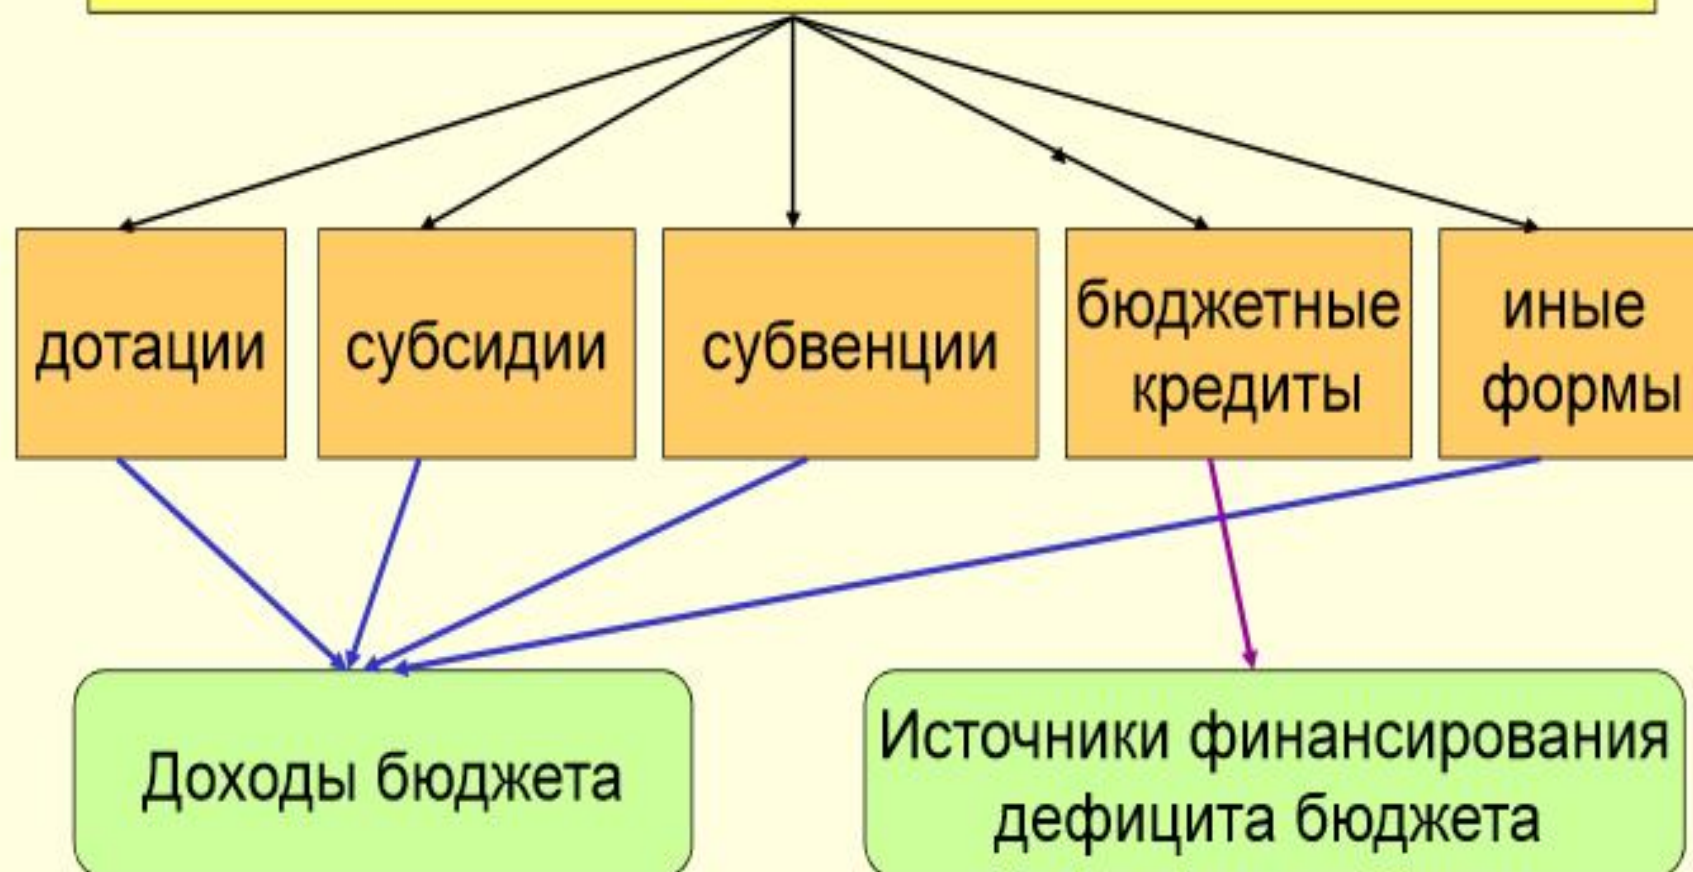 дотации
субсидии
субвенции
бюджетные
кредиты
иные
формы
Доходы бюджета
Источники финансирования
дефицита бюджета